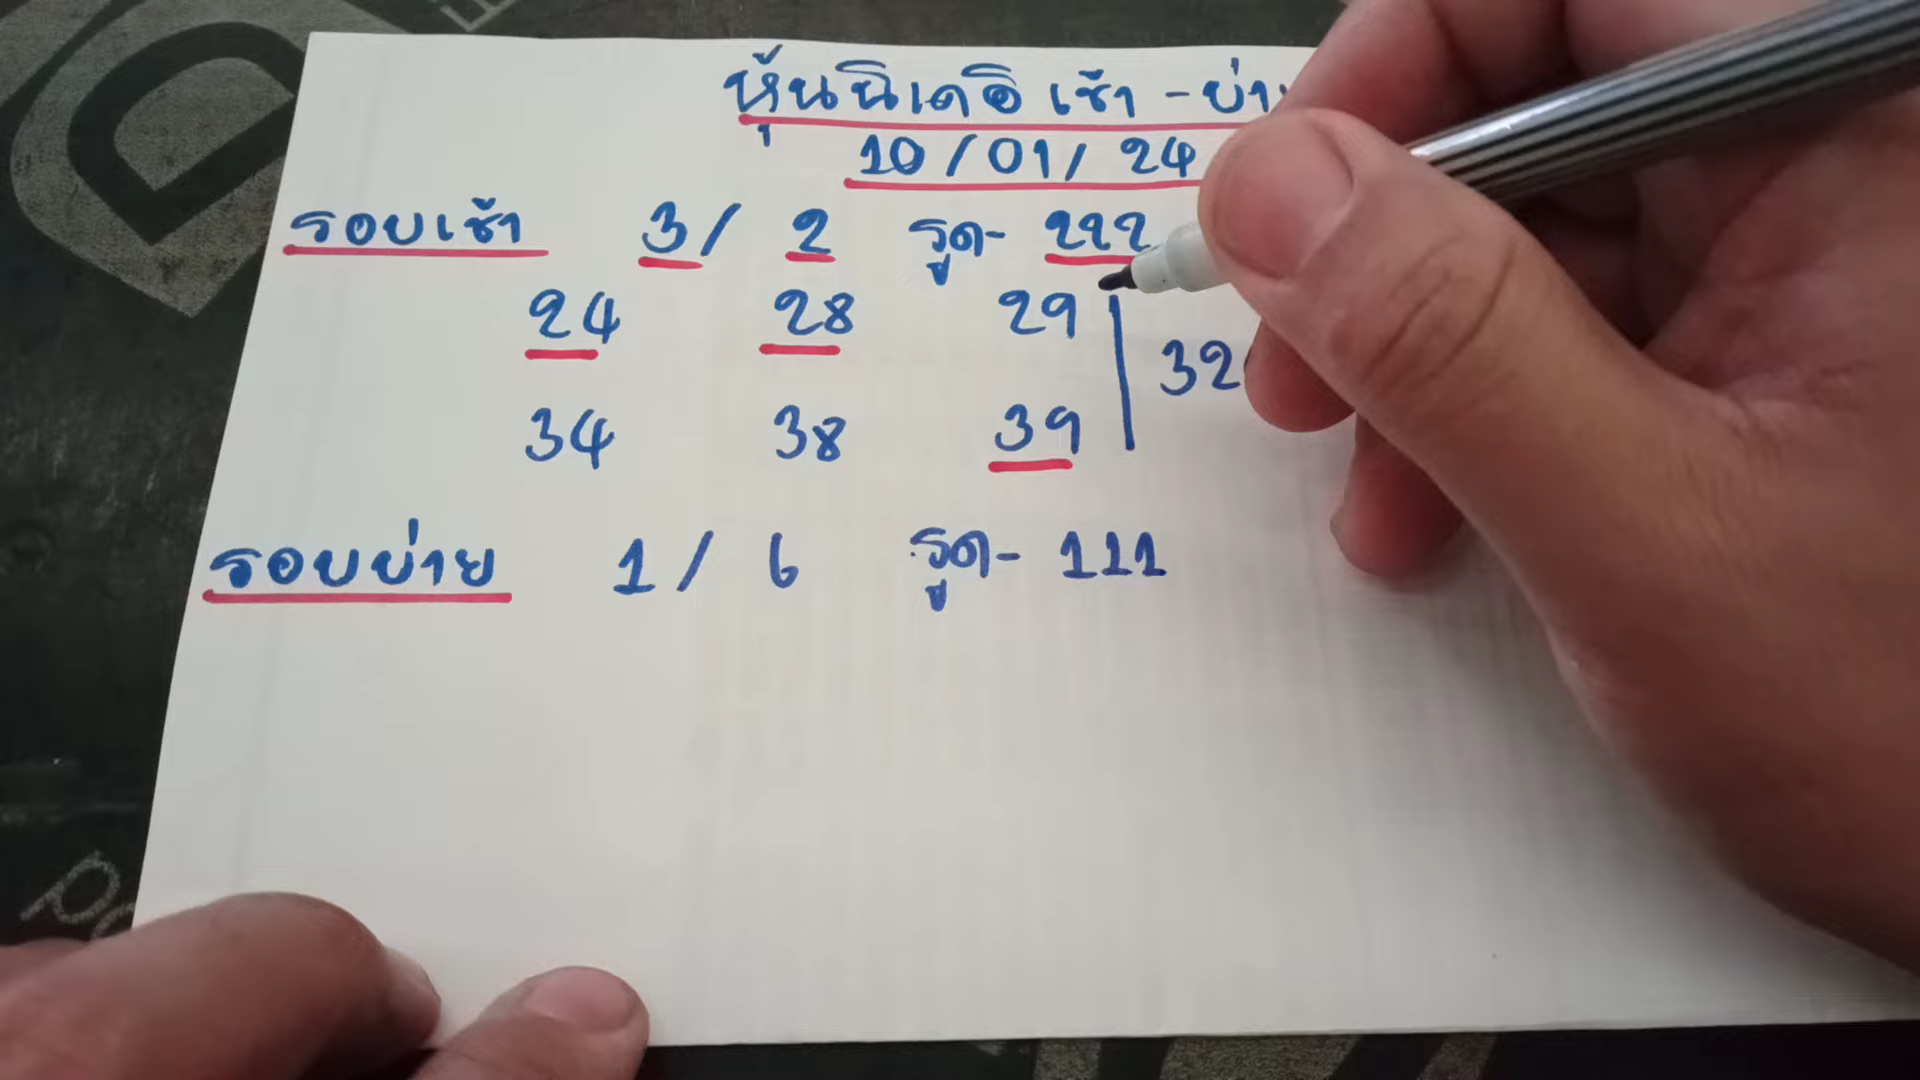 หุ้นนิเคอิ เช้า - บ่าย
10/01/24
รอบเช้า 3/ 2 รูด- 222
24 28 29
32
34 38 39
รอบบ่าย 1/ 6 รูด- 111